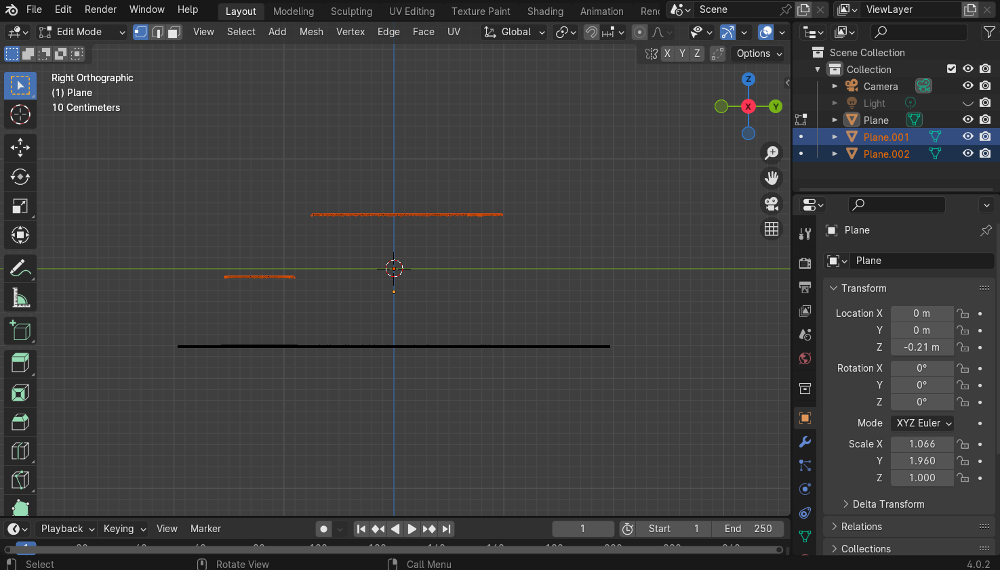 File Edit Render Window Help Layout Modeling Sculpting UV Editing Texture Paint Shading Animation Scene ViewLayer
Edit Mode View Select Add Mesh Vertex Edge Face UV Global
X Y Z Options
Right Orthographic
(1) Plane
10 Centimeters
Z
X
Y
Scene Collection
Collection
Camera
Light
Plane
Plane.001
Plane.002
Plane
Plane
Transform
Location X 0 m
Y 0 m
Z -0.21 m
Rotation X 0°
Y 0°
Z 0°
Mode XYZ Euler
Scale X 1.066
Y 1.960
Z 1.000
Delta Transform
Relations
Collections
Playback Keying View Marker 1 Start 1 End 250
Select Rotate View Call Menu 4.0.2